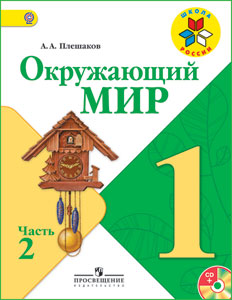 А. А. Плешаков
ШКОЛА
РОССИИ
Окружающий
МИР
1
Часть
2
CD
+
ПРОСВЕЩЕНИЕ
ИЗДАТЕЛЬСТВО